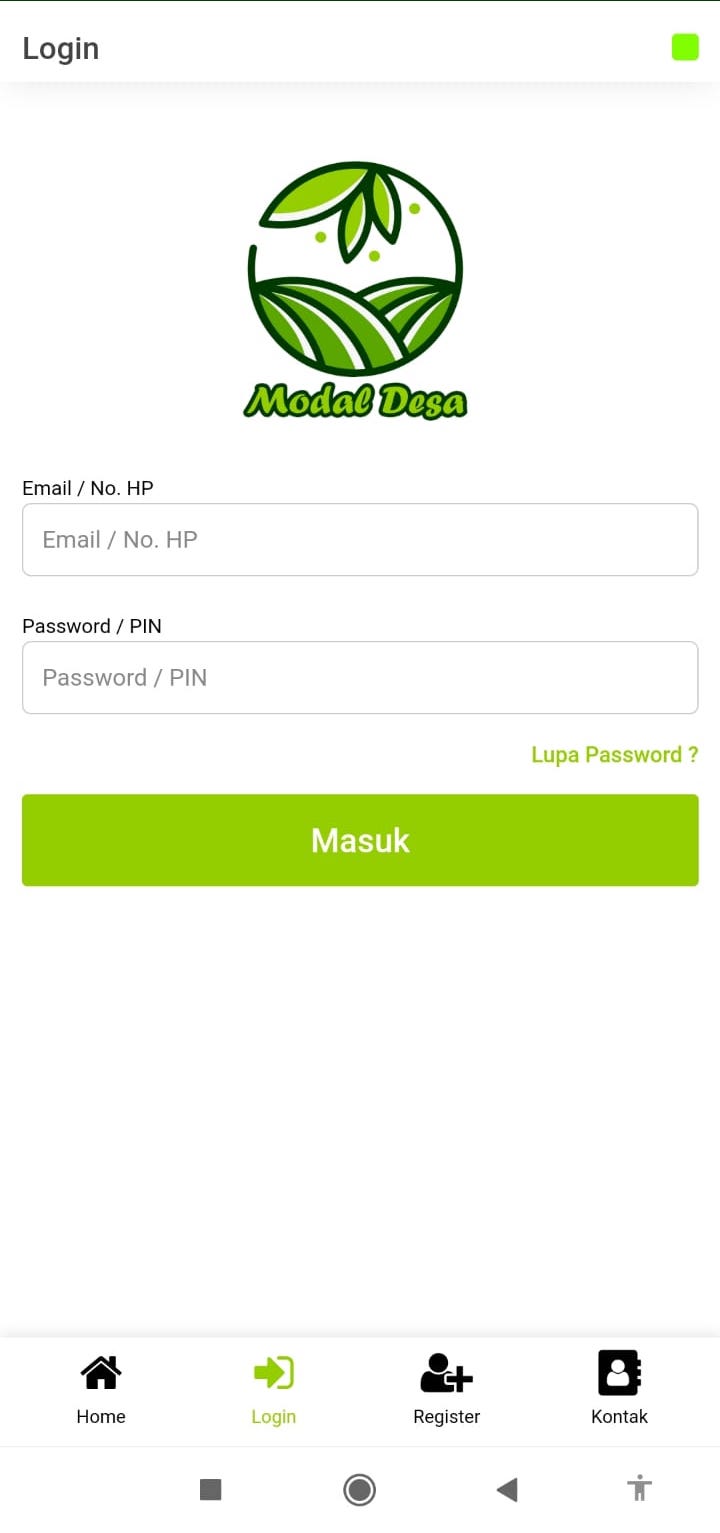 Login
Modal Desa
Email / No. HP
Email / No. HP
Password / PIN
Password / PIN
Lupa Password ?
Masuk
Home
Login
Register
Kontak